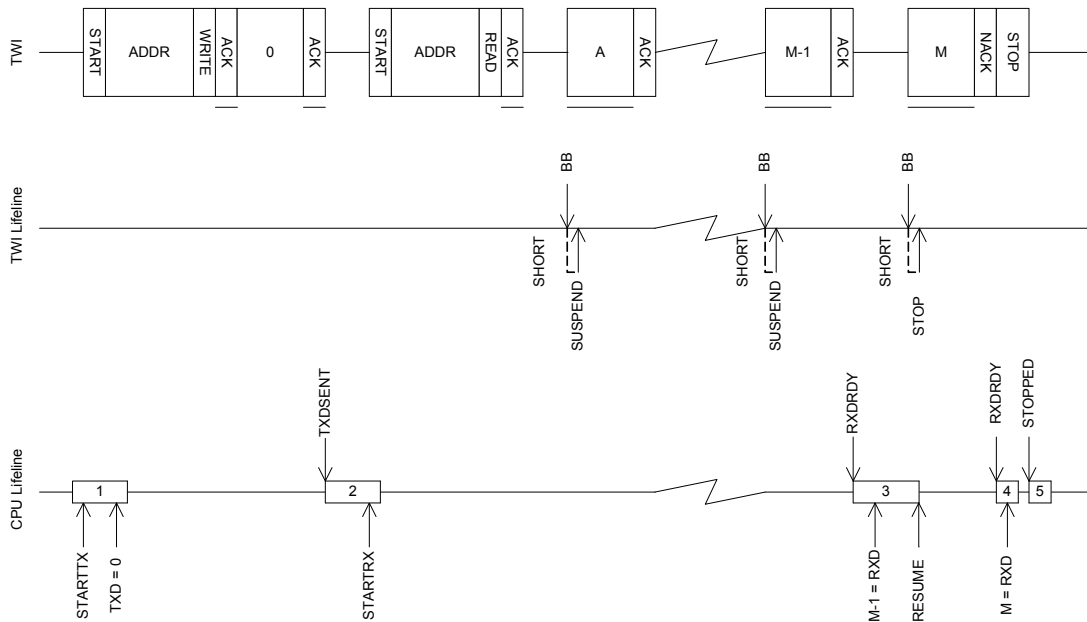 TWI
START
ADDR
WRITE
ACK
0
ACK
START
ADDR
READ
ACK
A
ACK
M-1
ACK
M
NACK
STOP
TWI Lifeline
BB
SHORT
SUSPEND
BB
SHORT
SUSPEND
BB
SHORT
STOP
CPU Lifeline
1
STARTTX
TXD = 0
TXDSENT
2
STARTRX
RXDRDY
3
M-1 = RXD
RESUME
RXDRDY
4
M = RXD
STOPPED
5